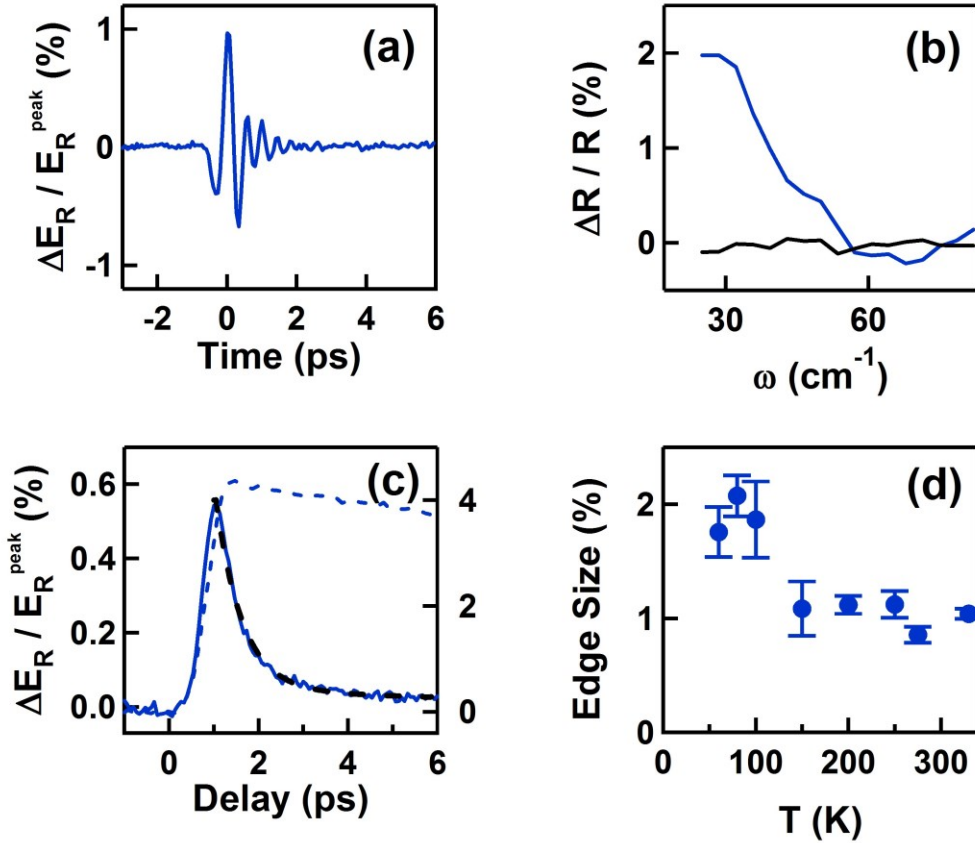 (a)
ΔE_R / E_R^peak (%)
1
0
-1
-2 0 2 4 6
Time (ps)
(b)
ΔR / R (%)
2
1
0
30 60
ω (cm^-1)
(c)
ΔE_R / E_R^peak (%)
0.6
0.4
0.2
0.0
4
2
0
0 2 4 6
Delay (ps)
(d)
Edge Size (%)
2
1
0
0 100 200 300
T (K)